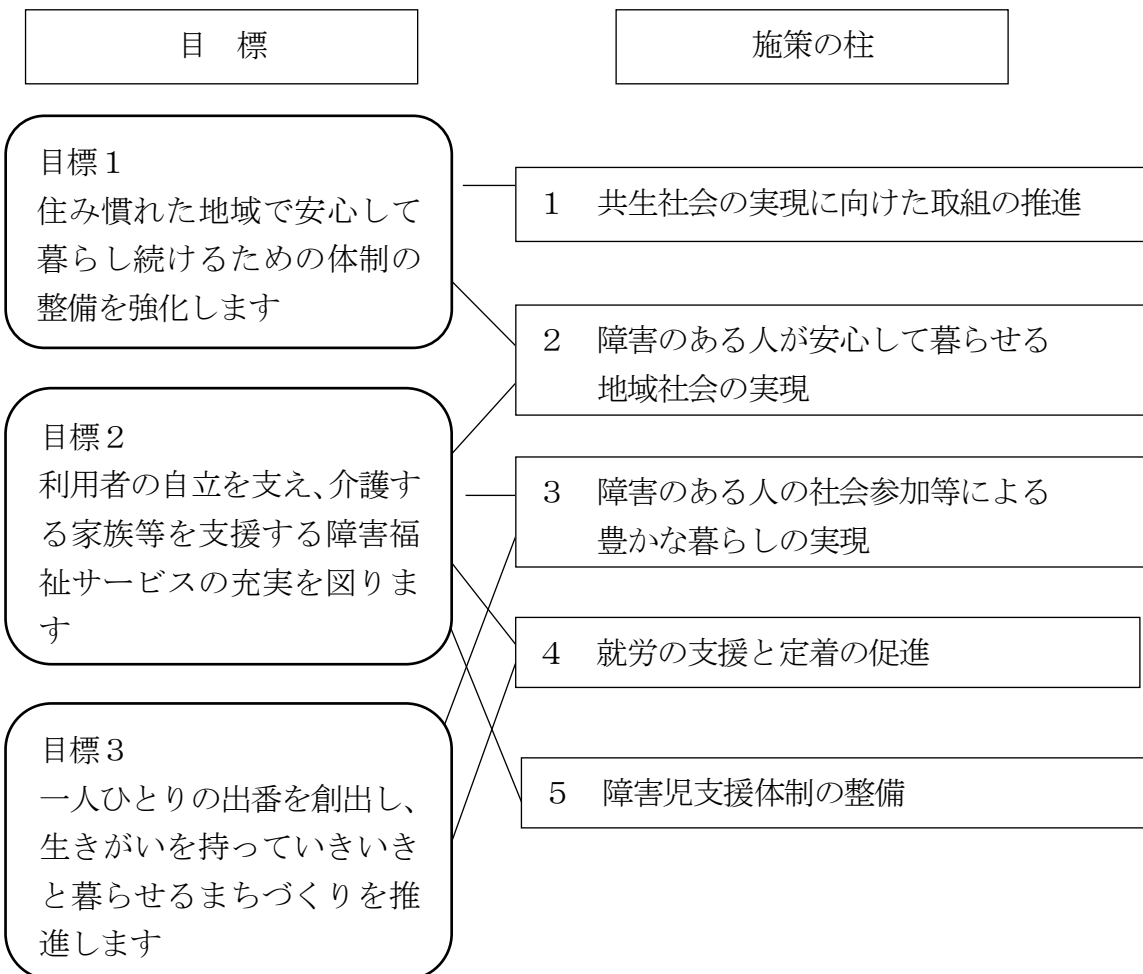 目　標
施策の柱
目標１
住み慣れた地域で安心して
暮らし続けるための体制の
整備を強化します
目標２
利用者の自立を支え、介護す
る家族等を支援する障害福
祉サービスの充実を図りま
す
目標３
一人ひとりの出番を創出し、
生きがいを持っていきいき
と暮らせるまちづくりを推
進します
１　共生社会の実現に向けた取組の推進
２　障害のある人が安心して暮らせる
地域社会の実現
３　障害のある人の社会参加等による
豊かな暮らしの実現
４　就労の支援と定着の促進
５　障害児支援体制の整備